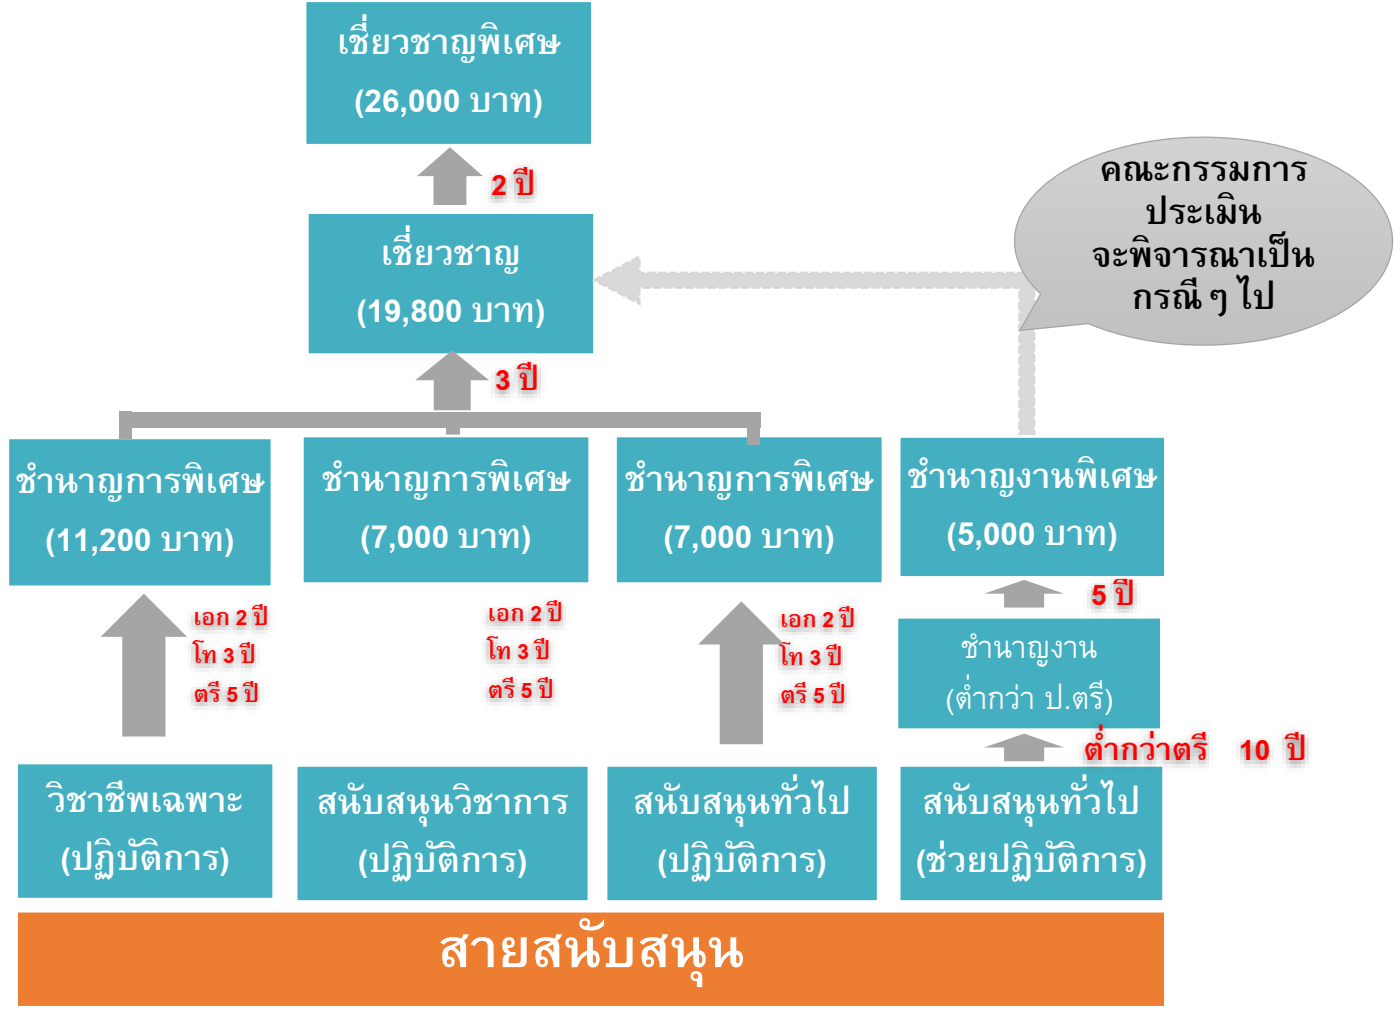 เชี่ยวชาญพิเศษ
(26,000 บาท)
2 ปี
คณะกรรมการ
ประเมิน
จะพิจารณาเป็น
กรณี ๆ ไป
เชี่ยวชาญ
(19,800 บาท)
3 ปี
ชำนาญการพิเศษ
(11,200 บาท)
ชำนาญการพิเศษ
(7,000 บาท)
ชำนาญการพิเศษ
(7,000 บาท)
ชำนาญงานพิเศษ
(5,000 บาท)
เอก 2 ปี
โท 3 ปี
ตรี 5 ปี
เอก 2 ปี
โท 3 ปี
ตรี 5 ปี
เอก 2 ปี
โท 3 ปี
ตรี 5 ปี
5 ปี
ชำนาญงาน
(ต่ำกว่า ป.ตรี)
ต่ำกว่าตรี 10 ปี
วิชาชีพเฉพาะ
(ปฏิบัติการ)
สนับสนุนวิชาการ
(ปฏิบัติการ)
สนับสนุนทั่วไป
(ปฏิบัติการ)
สนับสนุนทั่วไป
(ช่วยปฏิบัติการ)
สายสนับสนุน